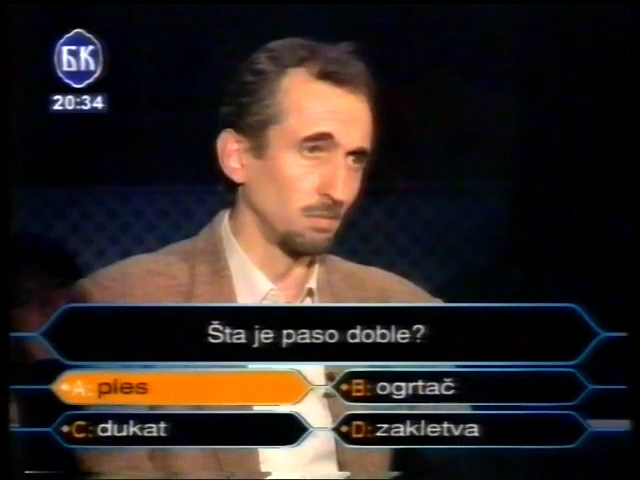 БК
20:34
Šta je paso doble?
A: ples
B: ogrtač
C: dukat
D: zakletva